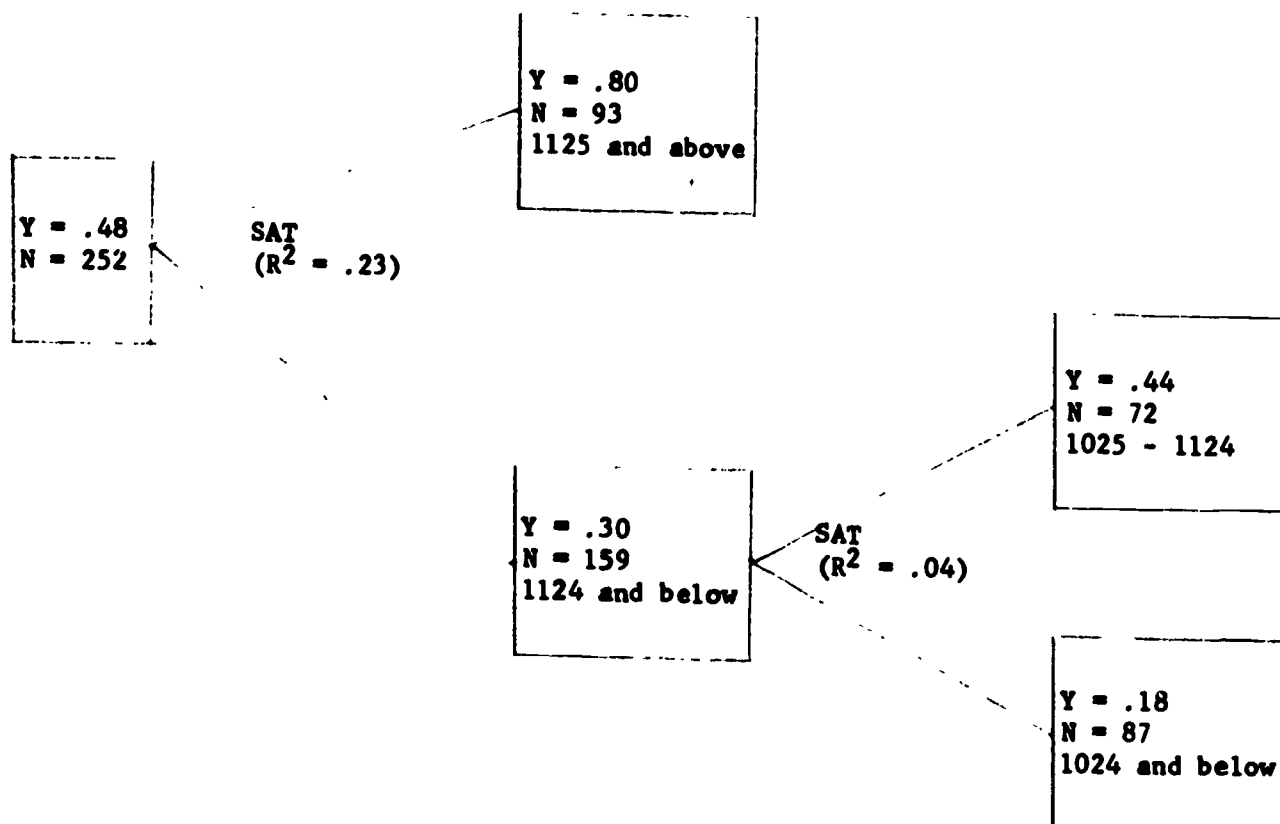 Y = .80
N = 93
1125 and above
Y = .48
N = 252
SAT
(R² = .23)
Y = .44
N = 72
1025 - 1124
Y = .30
N = 159
1124 and below
SAT
(R² = .04)
Y = .18
N = 87
1024 and below